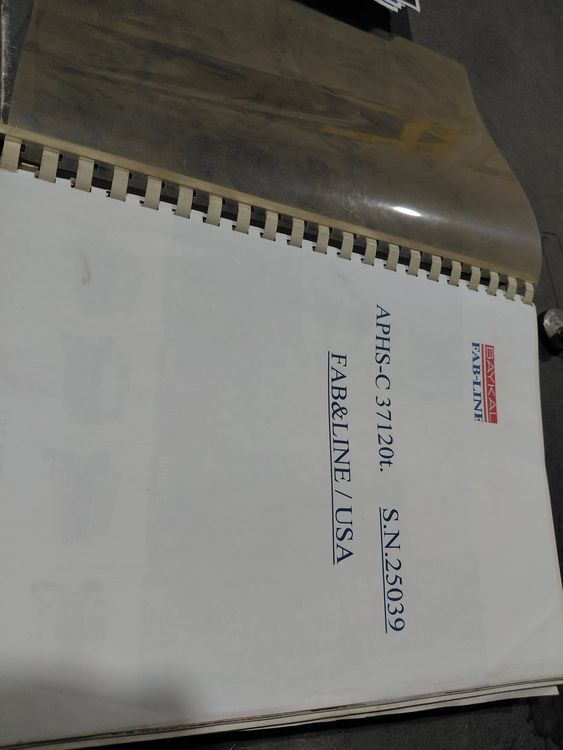 BAYKAL
FAB-LINE
APHS-C 37120t. S.N.25039
FAB&LINE / USA